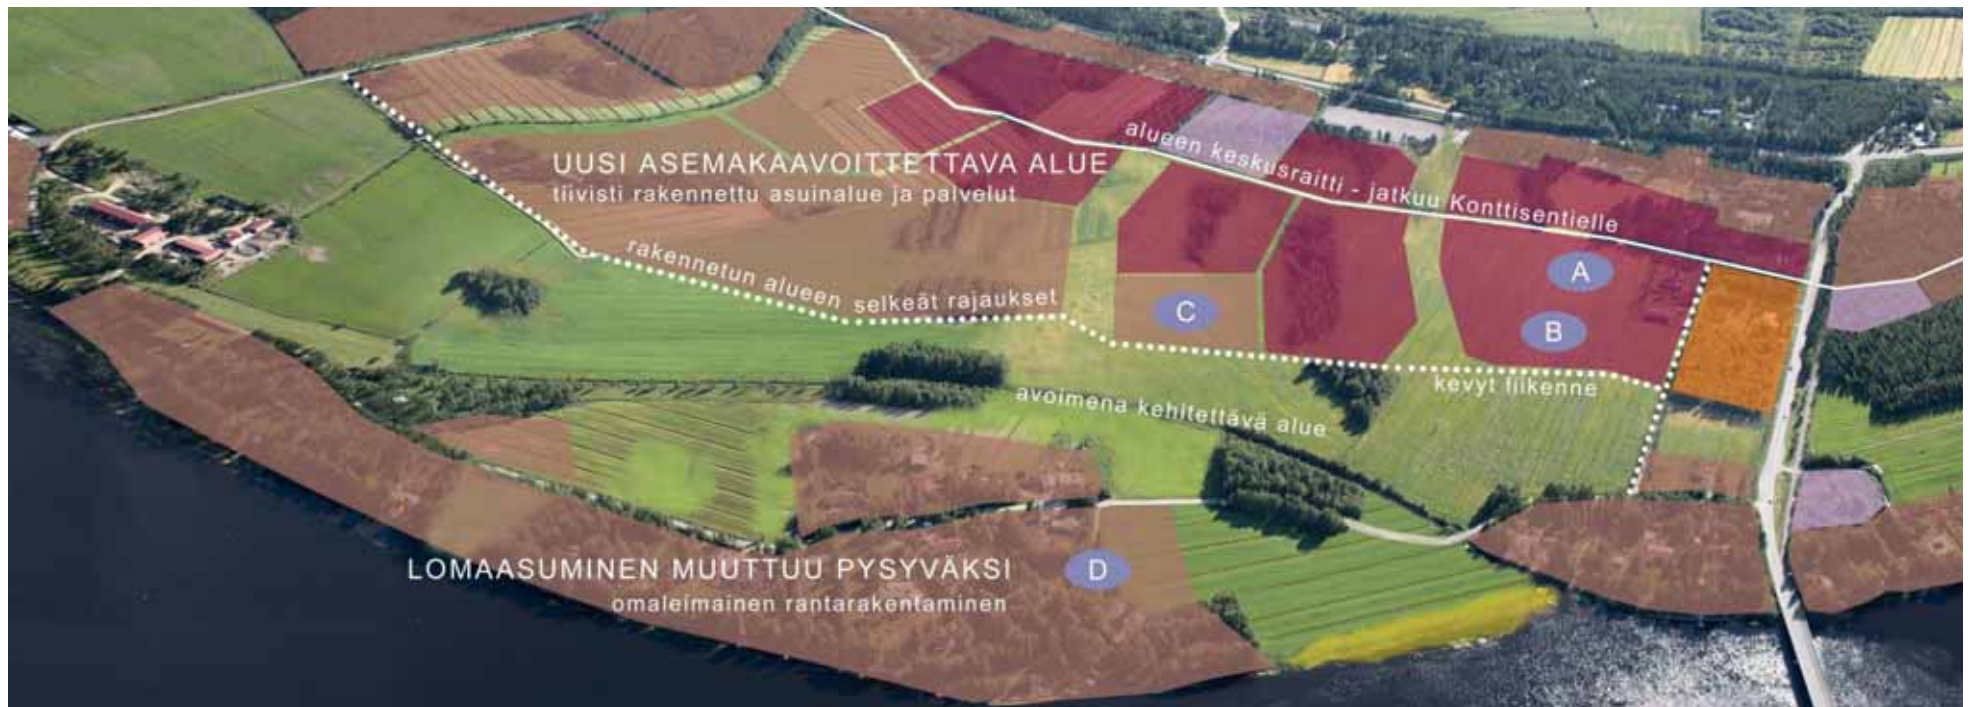 UUSI ASEMAKAAVOITTETTAVA ALUE
tiivisti rakennettu asuinalue ja palvelut
alueen keskusraitti - jatkuu Konttisentielle
rakennetun alueen selkeät rajaukset
A
B
C
kevyt liikenne
avoimena kehitettävä alue
LOMAASUMINEN MUUTTUU PYSYVÄKSI
D
omaleimainen rantarakentaminen